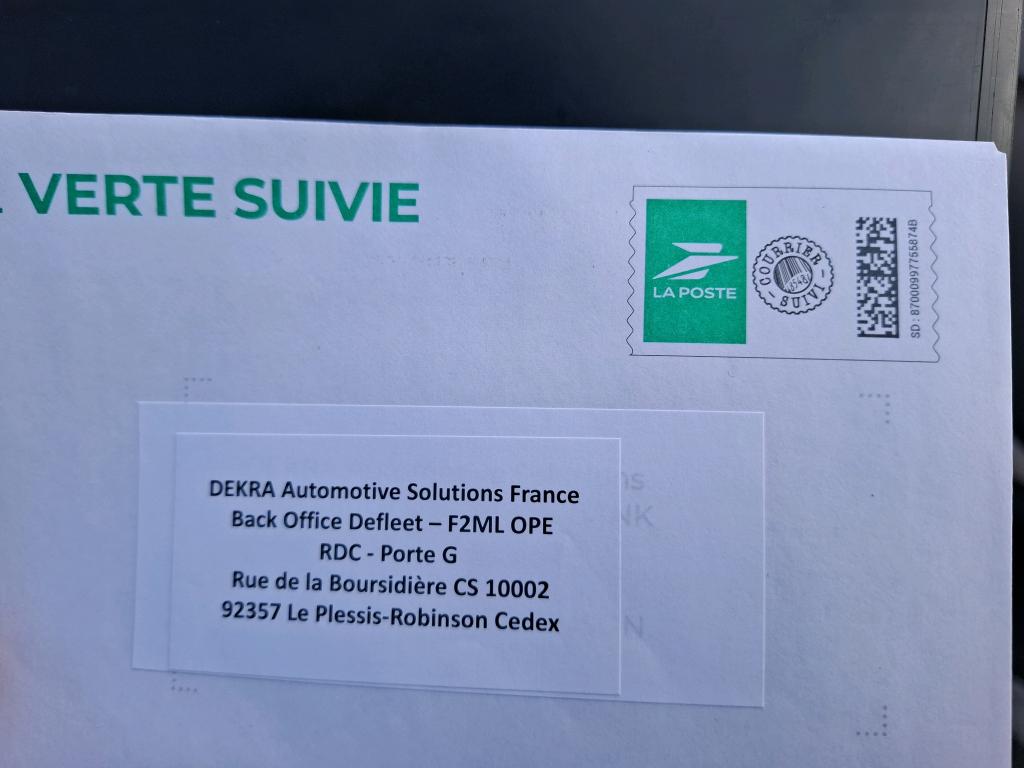 VERTE SUIVIE
LA POSTE
COURRIER
SUIVI
SD : 87000997755874B
DEKRA Automotive Solutions France
Back Office Defleet – F2ML OPE
RDC - Porte G
Rue de la Boursidière CS 10002
92357 Le Plessis-Robinson Cedex